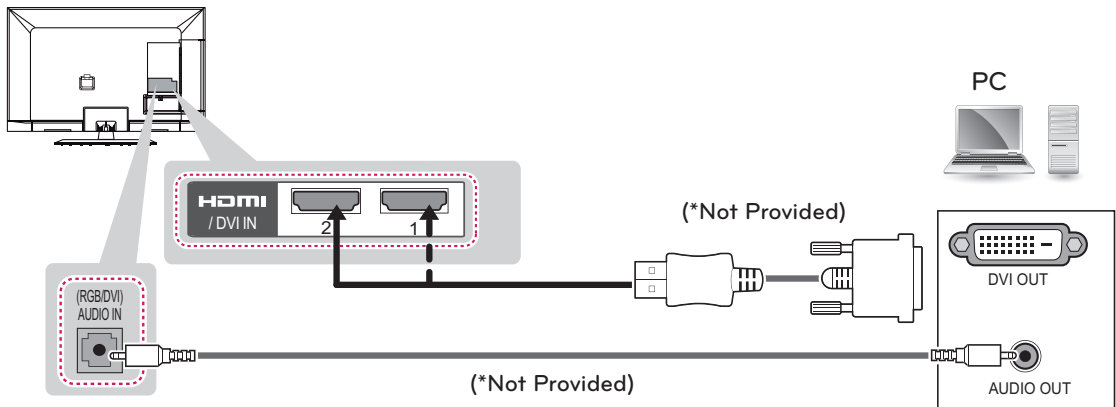 PC
HDMI
/ DVI IN
2
1
(*Not Provided)
DVI OUT
(RGB/DVI)
AUDIO IN
(*Not Provided)
AUDIO OUT